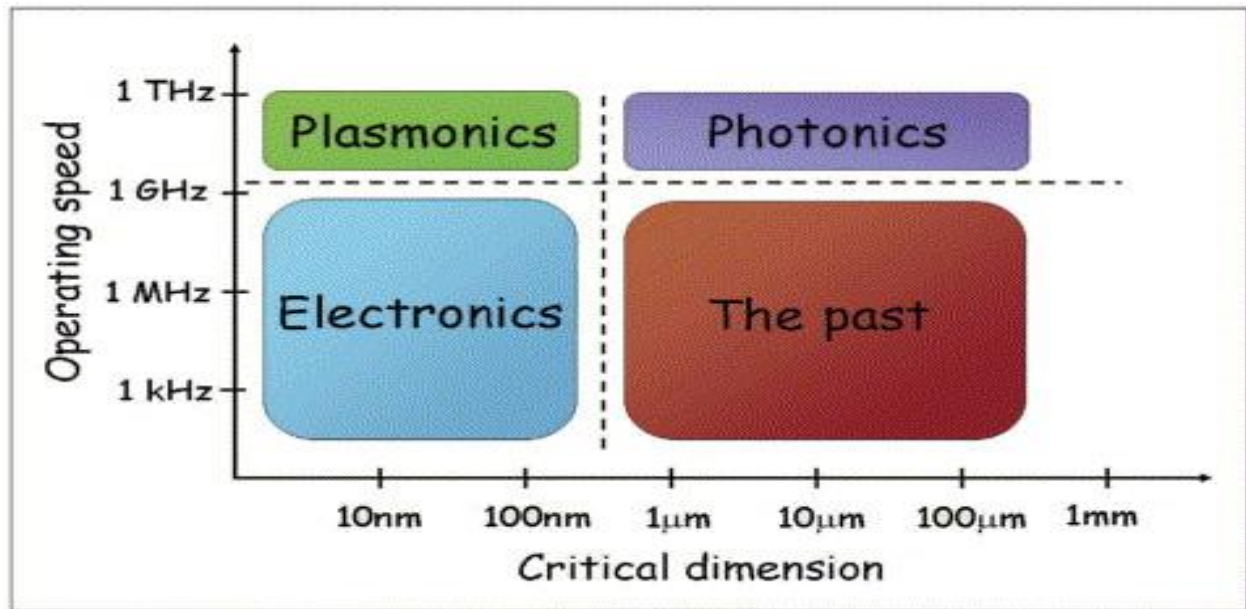 Operating speed
1 THz
1 GHz
1 MHz
1 kHz
Plasmonics
Photonics
Electronics
The past
10nm 100nm 1μm 10μm 100μm 1mm
Critical dimension